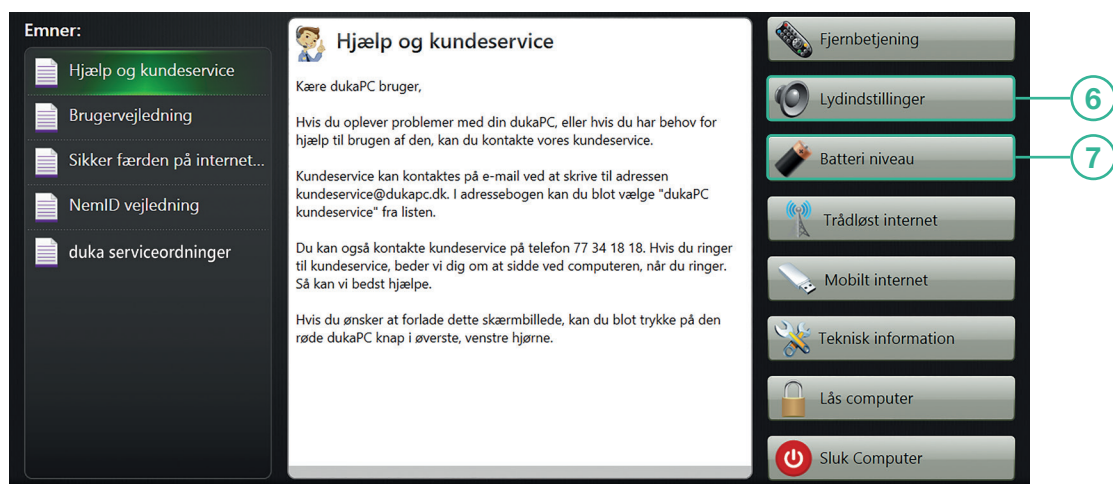 Emner:
Hjælp og kundeservice
Brugervejledning
Sikker færden på internet...
NemID vejledning
duka serviceordninger
Hjælp og kundeservice
Kære dukaPC bruger,
Hvis du oplever problemer med din dukaPC, eller hvis du har behov for
hjælp til brugen af den, kan du kontakte vores kundeservice.
Kundeservice kan kontaktes på e-mail ved at skrive til adressen
kundeservice@dukapc.dk. I adressebogen kan du blot vælge "dukaPC
kundeservice" fra listen.
Du kan også kontakte kundeservice på telefon 77 34 18 18. Hvis du ringer
til kundeservice, beder vi dig om at sidde ved computeren, når du ringer.
Så kan vi bedst hjælpe.
Hvis du ønsker at forlade dette skærmbillede, kan du blot trykke på den
røde dukaPC knap i øverste, venstre hjørne.
Fjernbetjening
Lydindstillinger
6
Batteri niveau
7
Trådløst internet
Mobilt internet
Teknisk information
Lås computer
Sluk Computer